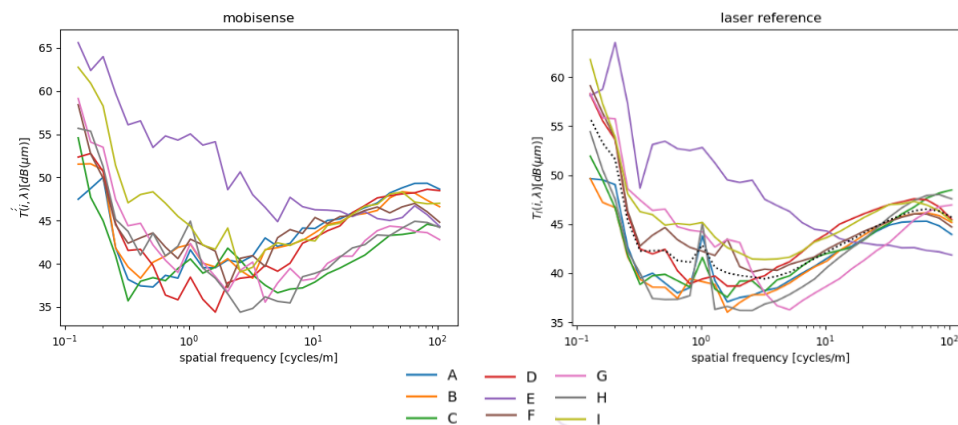 mobisense
laser reference
65
60
55
50
45
40
35
T́(i, λ)[dB(μm)]
10⁻¹ 10⁰ 10¹ 10²
spatial frequency [cycles/m]
60
55
50
45
40
35
Tᵢ(i, λ)[dB(μm)]
10⁻¹ 10⁰ 10¹ 10²
spatial frequency [cycles/m]
A D G
B E H
C F I